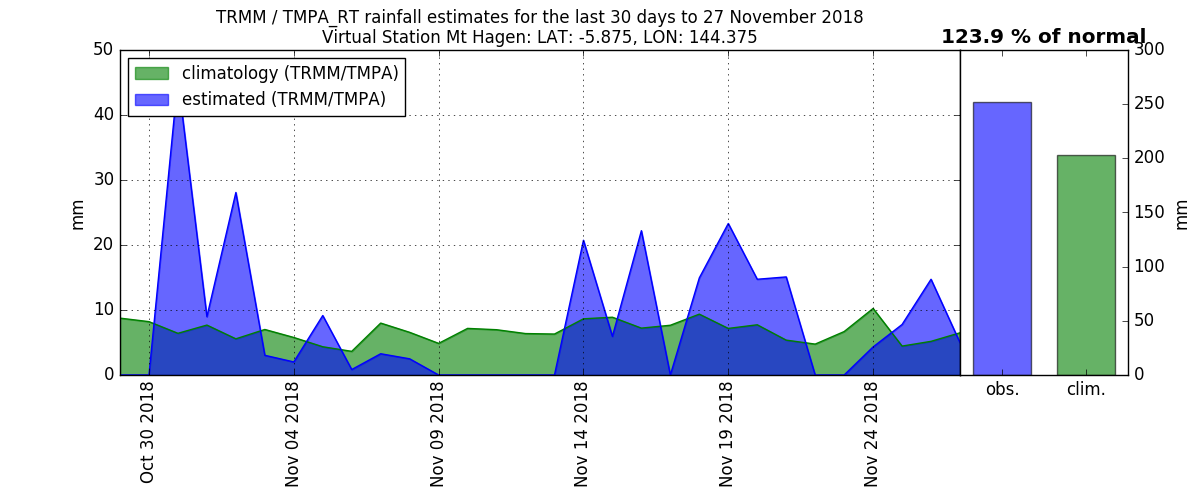 TRMM / TMPA_RT rainfall estimates for the last 30 days to 27 November 2018
Virtual Station Mt Hagen: LAT: -5.875, LON: 144.375
123.9 % of normal
climatology (TRMM/TMPA)
estimated (TRMM/TMPA)
50
40
30
20
10
0
mm
Oct 30 2018
Nov 04 2018
Nov 09 2018
Nov 14 2018
Nov 19 2018
Nov 24 2018
300
250
200
150
100
50
0
mm
obs.
clim.